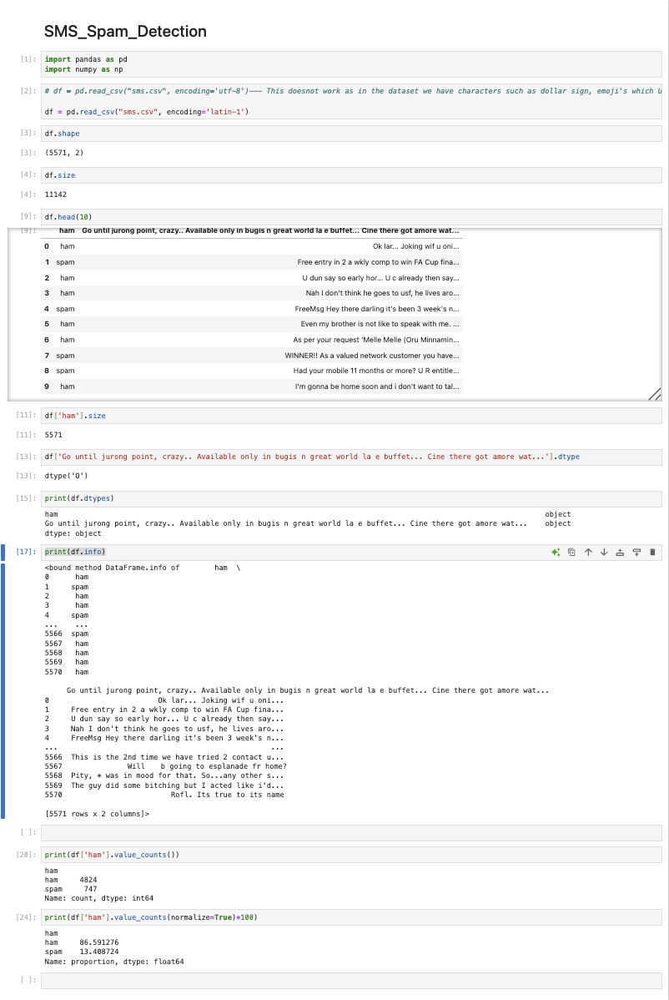 SMS_Spam_Detection
[1]: import pandas as pd
import numpy as np
[2]: # df = pd.read_csv("sms.csv", encoding='utf-8')––– This doesnot work as in the dataset we have characters such as dollar sign, emoji's which U
df = pd.read_csv("sms.csv", encoding='latin-1')
[3]: df.shape
[3]: (5571, 2)
[4]: df.size
[4]: 11142
[9]: df.head(10)
[9]: ham Go until jurong point, crazy.. Available only in bugis n great world la e buffet... Cine there got amore wat...
0 ham Ok lar... Joking wif u oni...
1 spam Free entry in 2 a wkly comp to win FA Cup fina...
2 ham U dun say so early hor... U c already then say...
3 ham Nah I don't think he goes to usf, he lives aro...
4 spam FreeMsg Hey there darling it's been 3 week's n...
5 ham Even my brother is not like to speak with me. ...
6 ham As per your request 'Melle Melle (Oru Minnamin...
7 spam WINNER!! As a valued network customer you have...
8 spam Had your mobile 11 months or more? U R entitle...
9 ham I'm gonna be home soon and i don't want to tal...
[11]: df['ham'].size
[11]: 5571
[13]: df['Go until jurong point, crazy.. Available only in bugis n great world la e buffet... Cine there got amore wat...'].dtype
[13]: dtype('O')
[15]: print(df.dtypes)
ham object
Go until jurong point, crazy.. Available only in bugis n great world la e buffet... Cine there got amore wat... object
dtype: object
[17]: print(df.info)
<bound method DataFrame.info of ham \
0 ham
1 spam
2 ham
3 ham
4 spam
... ...
5566 spam
5567 ham
5568 ham
5569 ham
5570 ham
Go until jurong point, crazy.. Available only in bugis n great world la e buffet... Cine there got amore wat...
0 Ok lar... Joking wif u oni...
1 Free entry in 2 a wkly comp to win FA Cup fina...
2 U dun say so early hor... U c already then say...
3 Nah I don't think he goes to usf, he lives aro...
4 FreeMsg Hey there darling it's been 3 week's n...
... ...
5566 This is the 2nd time we have tried 2 contact u...
5567 Will b going to esplanade fr home?
5568 Pity, * was in mood for that. So...any other s...
5569 The guy did some bitching but I acted like i'd...
5570 Rofl. Its true to its name
[5571 rows x 2 columns]>
[ ]:
[20]: print(df['ham'].value_counts())
ham
ham 4824
spam 747
Name: count, dtype: int64
[24]: print(df['ham'].value_counts(normalize=True)*100)
ham
ham 86.591276
spam 13.408724
Name: proportion, dtype: float64
[ ]: